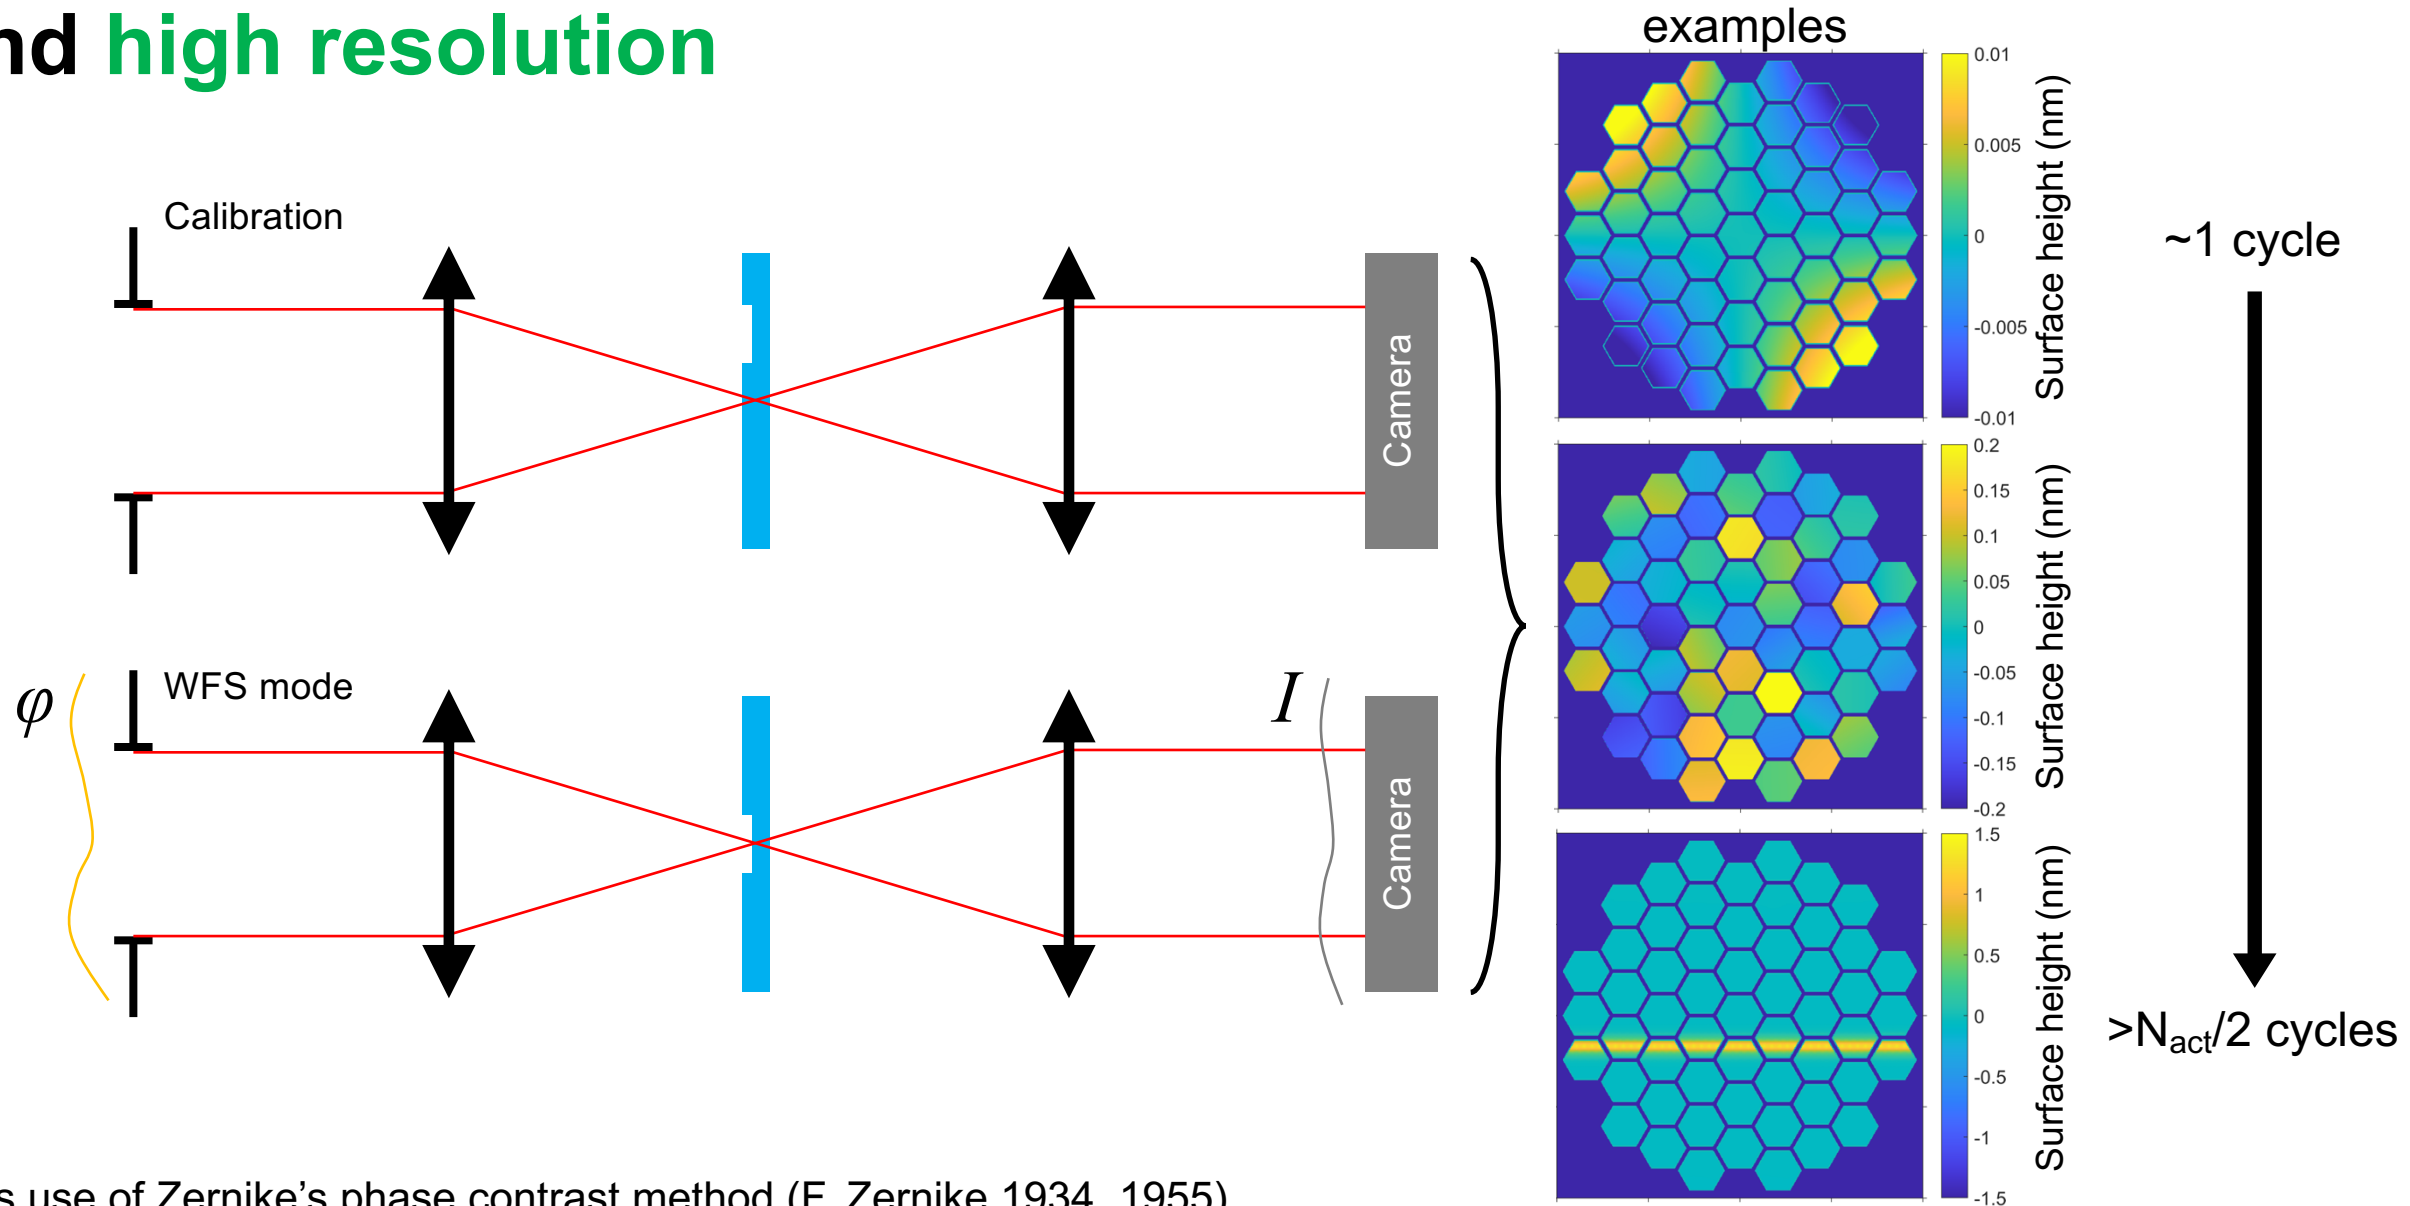 nd high resolution
examples
Calibration
Camera
WFS mode
φ
I
Camera
0.01
0.005
0
-0.005
-0.01
Surface height (nm)
0.2
0.15
0.1
0.05
0
-0.05
-0.1
-0.15
-0.2
Surface height (nm)
1.5
1
0.5
0
-0.5
-1
-1.5
Surface height (nm)
~1 cycle
>Nact/2 cycles
s use of Zernike's phase contrast method (F. Zernike 1934, 1955)